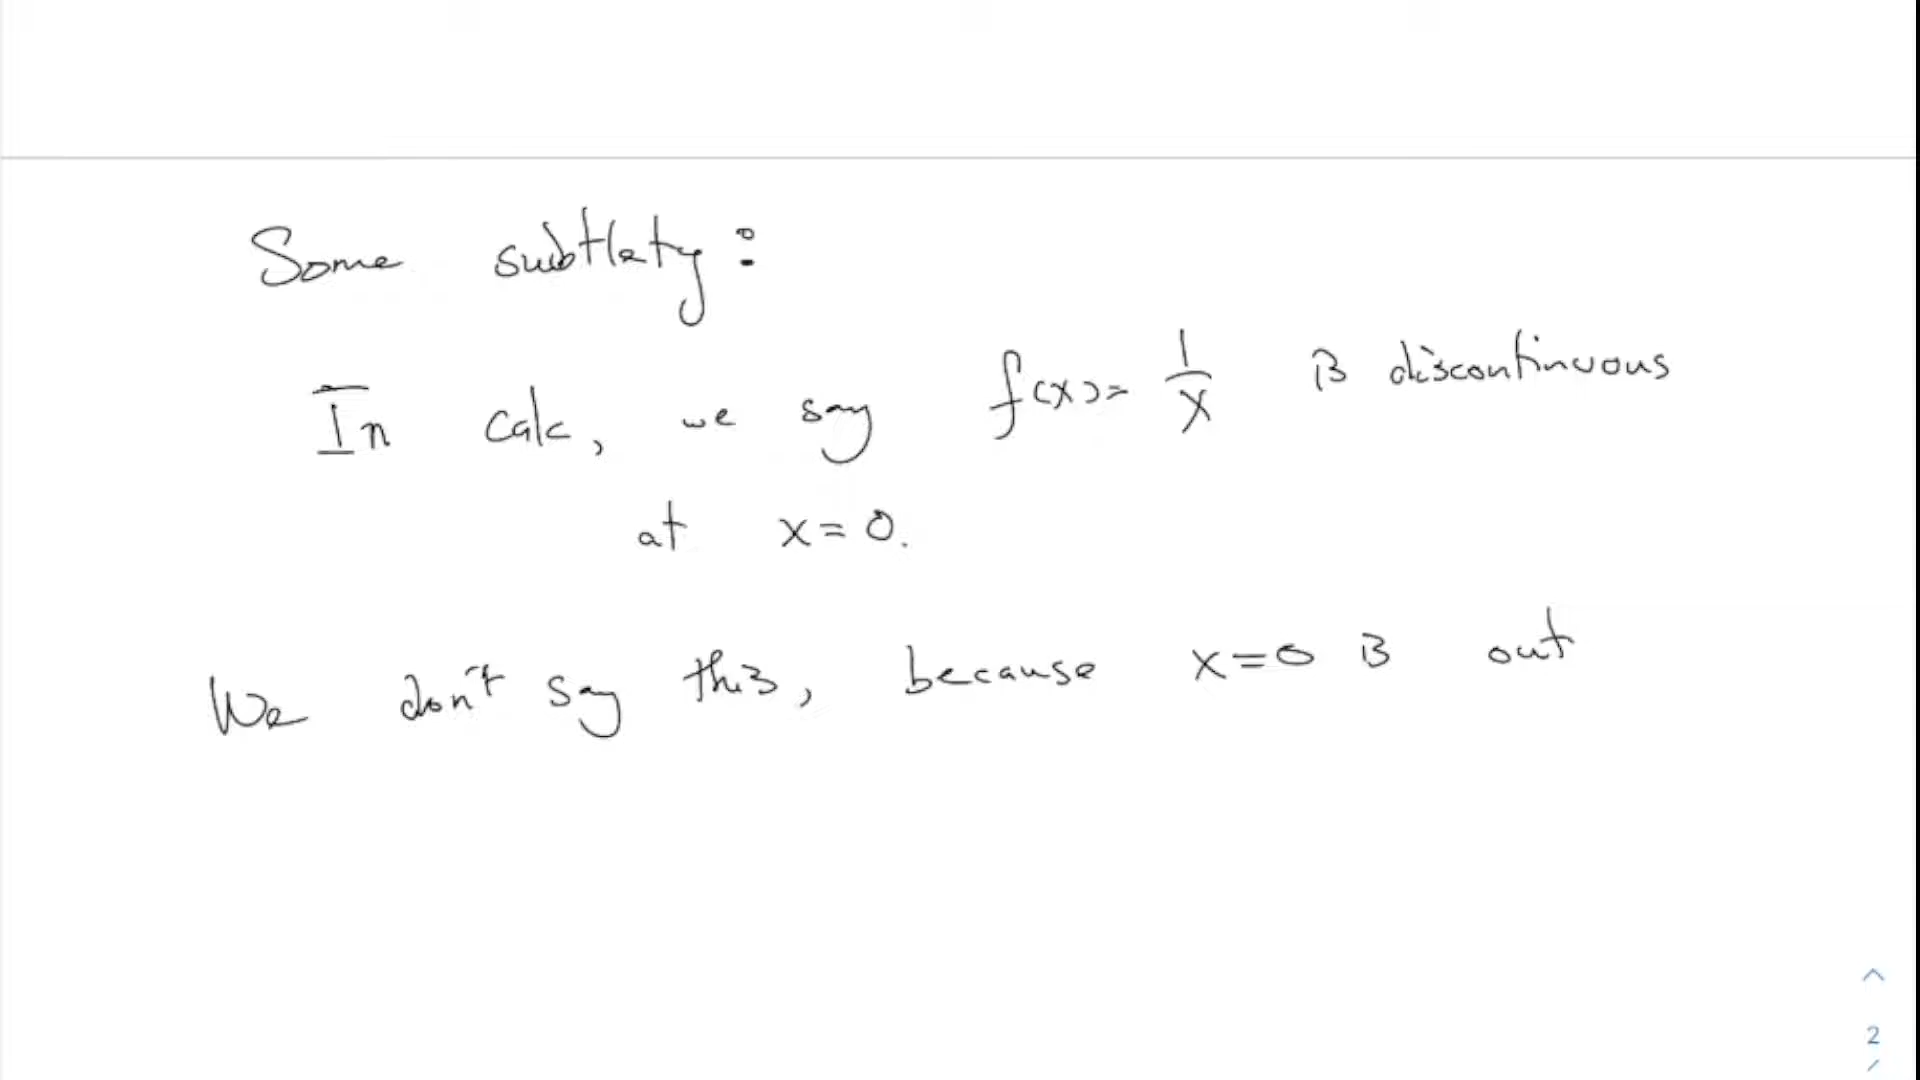 Some subtlety:
In calc, we say f(x) = 1/x is discontinuous
at x = 0.
We don't say this, because x = 0 is out
2